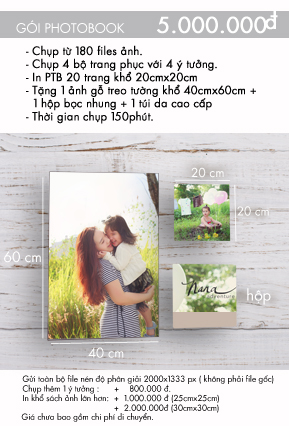 GÓI PHOTOBOOK 5.000.000đ
- Chụp từ 180 files ảnh.
- Chụp 4 bộ trang phục với 4 ý tưởng.
- In PTB 20 trang khổ 20cmx20cm
- Tặng 1 ảnh gỗ treo tường khổ 40cmx60cm +
1 hộp bọc nhung + 1 túi da cao cấp
- Thời gian chụp 150phút.
20 cm
20 cm
60 cm
nana
adventure
hộp
40 cm
Gửi toàn bộ file nén độ phân giải 2000x1333 px ( không phải file gốc)
Chụp thêm 1 ý tưởng : + 800.000 đ.
In khổ sách ảnh lớn hơn: + 1.000.000 đ (25cmx25cm)
+ 2.000.000đ (30cmx30cm)
Giá chưa bao gồm chi phí di chuyển.